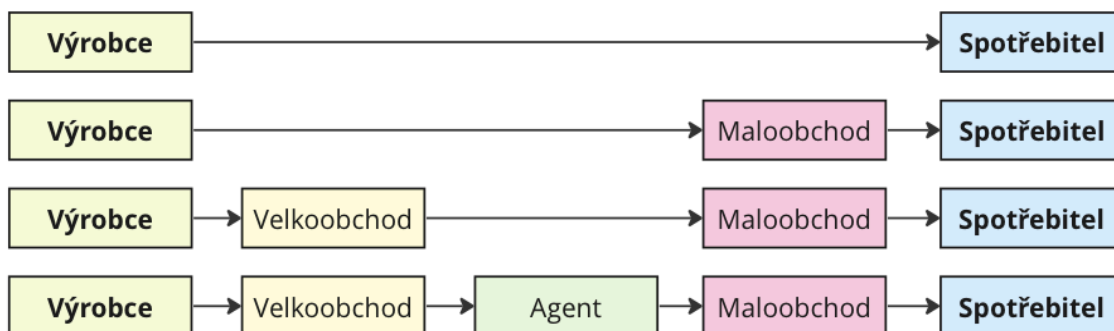 Výrobce Spotřebitel
Výrobce Maloobchod Spotřebitel
Výrobce Velkoobchod Maloobchod Spotřebitel
Výrobce Velkoobchod Agent Maloobchod Spotřebitel